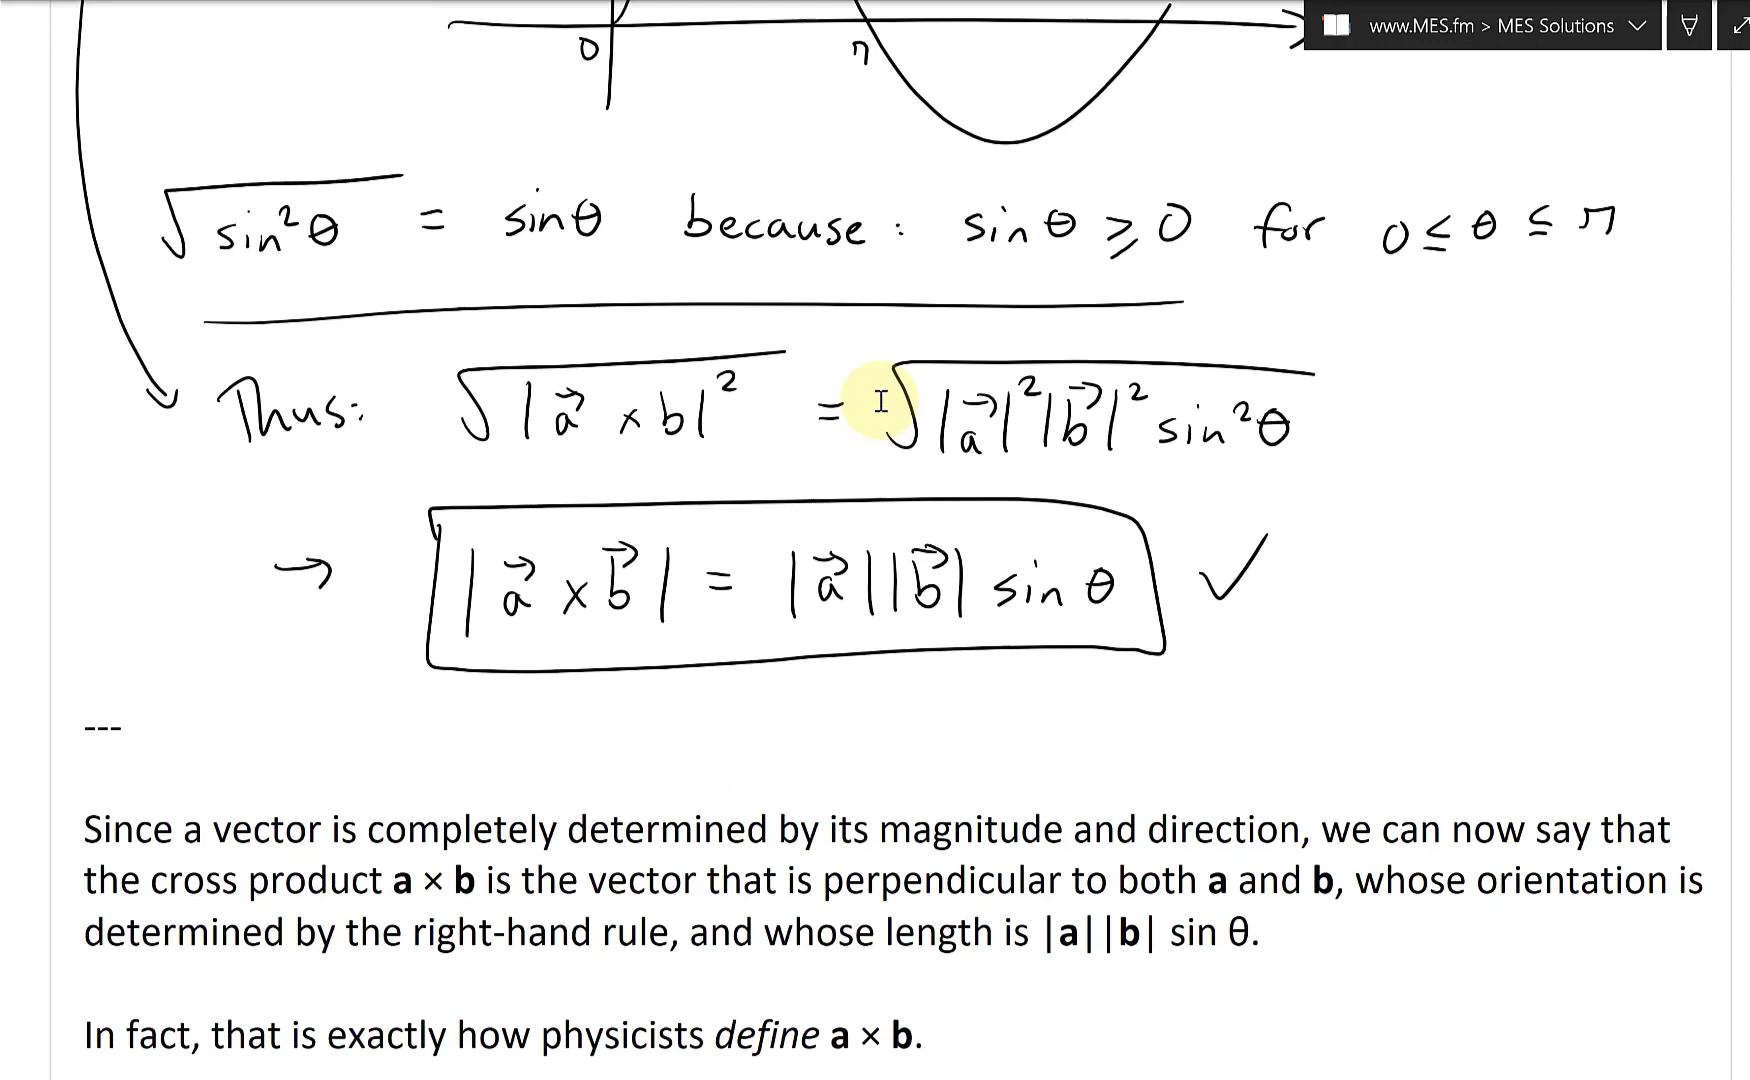 www.MES.fm > MES Solutions
0 π
√sin²θ = sinθ because: sinθ ≥ 0 for 0 ≤ θ ≤ π
Thus: √|a⃗ × b|² = √|a⃗|²|b⃗|² sin²θ
→ |a⃗ × b⃗| = |a⃗||b⃗| sin θ ✓
---
Since a vector is completely determined by its magnitude and direction, we can now say that
the cross product a × b is the vector that is perpendicular to both a and b, whose orientation is
determined by the right-hand rule, and whose length is |a||b| sin θ.
In fact, that is exactly how physicists define a × b.